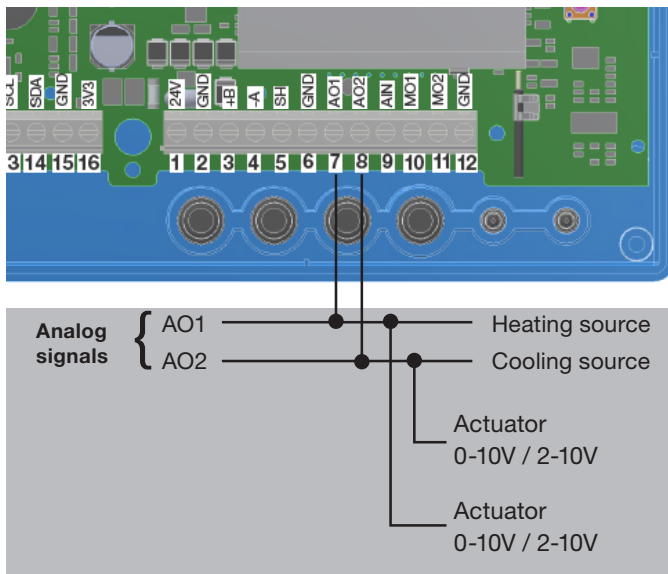 SCL SDA GND 3V3 24V GND +B -A SH GND AO1 AO2 AIN MO1 MO2 GND
3 14 15 16 1 2 3 4 5 6 7 8 9 10 11 12
Analog
signals
{ AO1
AO2
Heating source
Cooling source
Actuator
0-10V / 2-10V
Actuator
0-10V / 2-10V